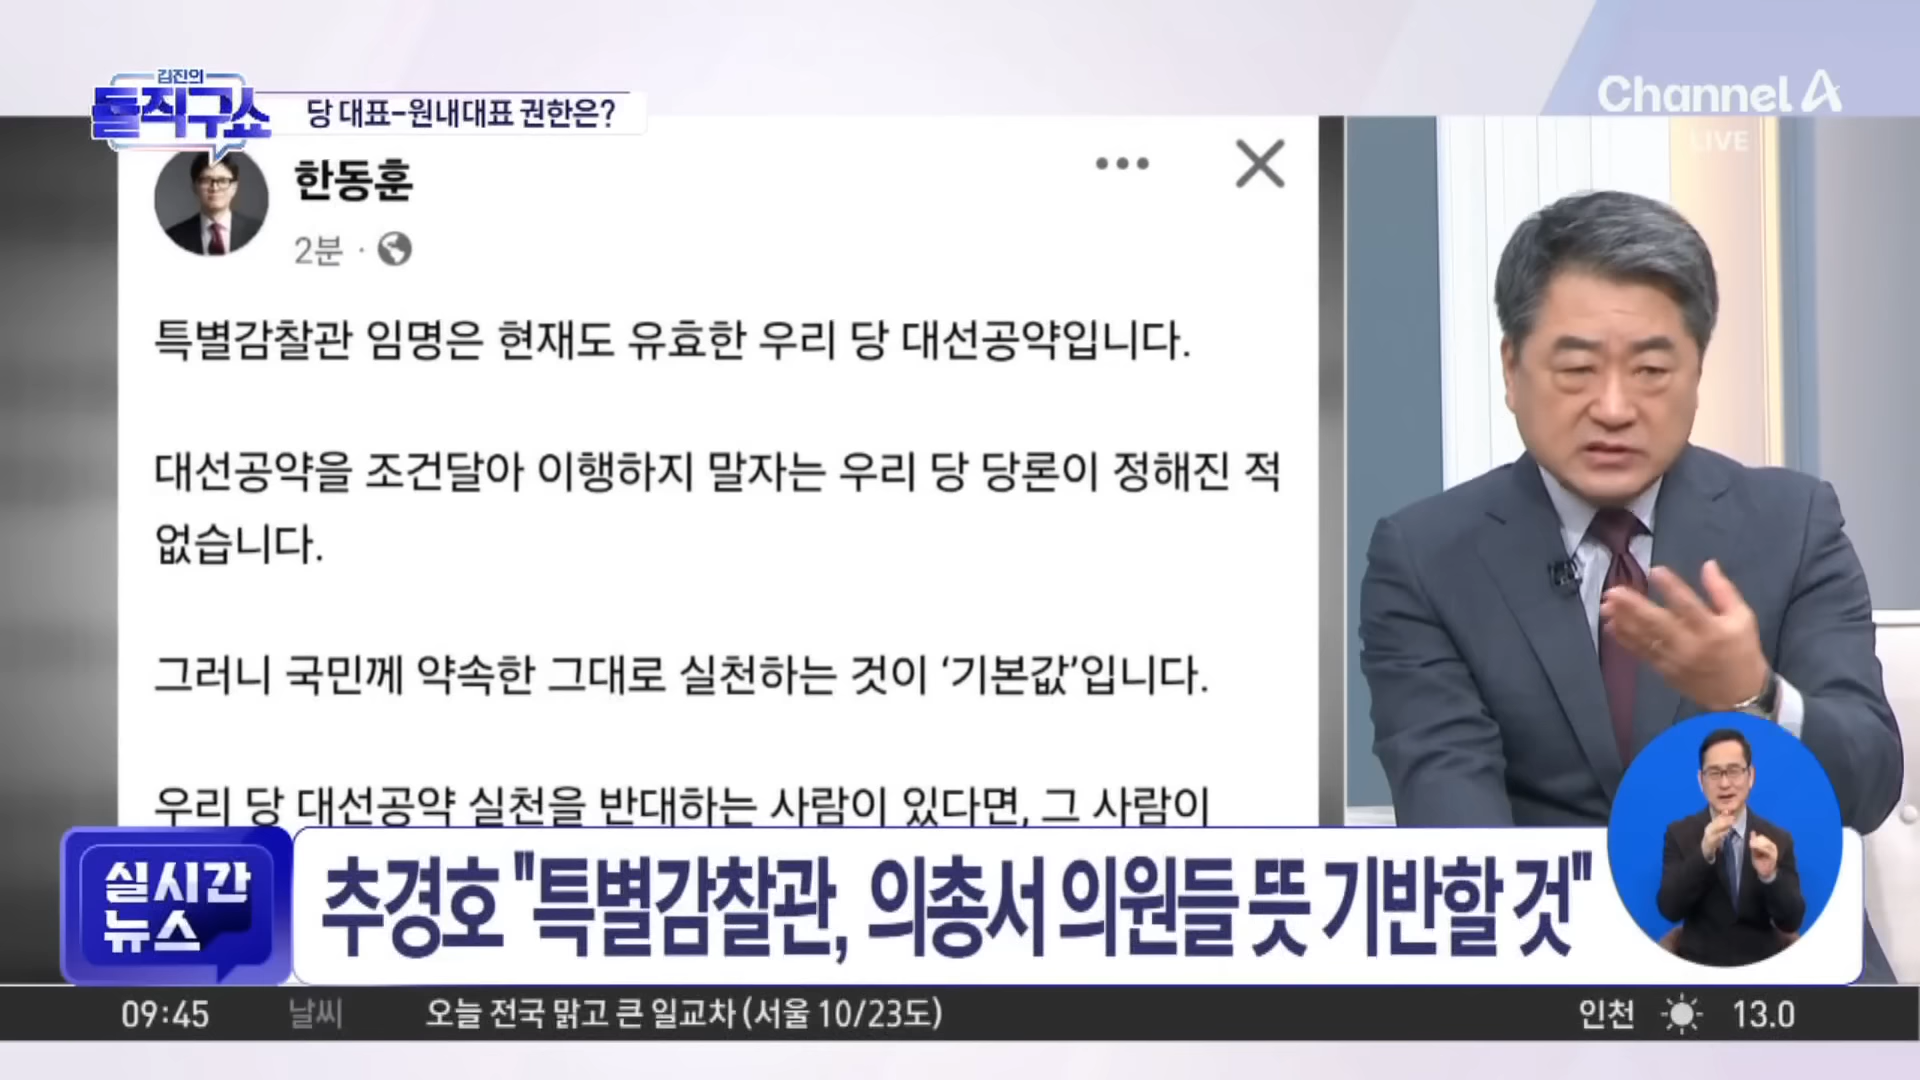 김진의
돌직구쇼
당 대표-원내대표 권한은?
Channel A
LIVE
한동훈
2분 ·
특별감찰관 임명은 현재도 유효한 우리 당 대선공약입니다.
대선공약을 조건달아 이행하지 말자는 우리 당 당론이 정해진 적
없습니다.
그러니 국민께 약속한 그대로 실천하는 것이 ‘기본값’입니다.
우리 당 대선공약 실천을 반대하는 사람이 있다면, 그 사람이
실시간
뉴스
추경호 "특별감찰관, 의총서 의원들 뜻 기반할 것"
09:45 날씨 오늘 전국 맑고 큰 일교차 (서울 10/23도) 인천 13.0